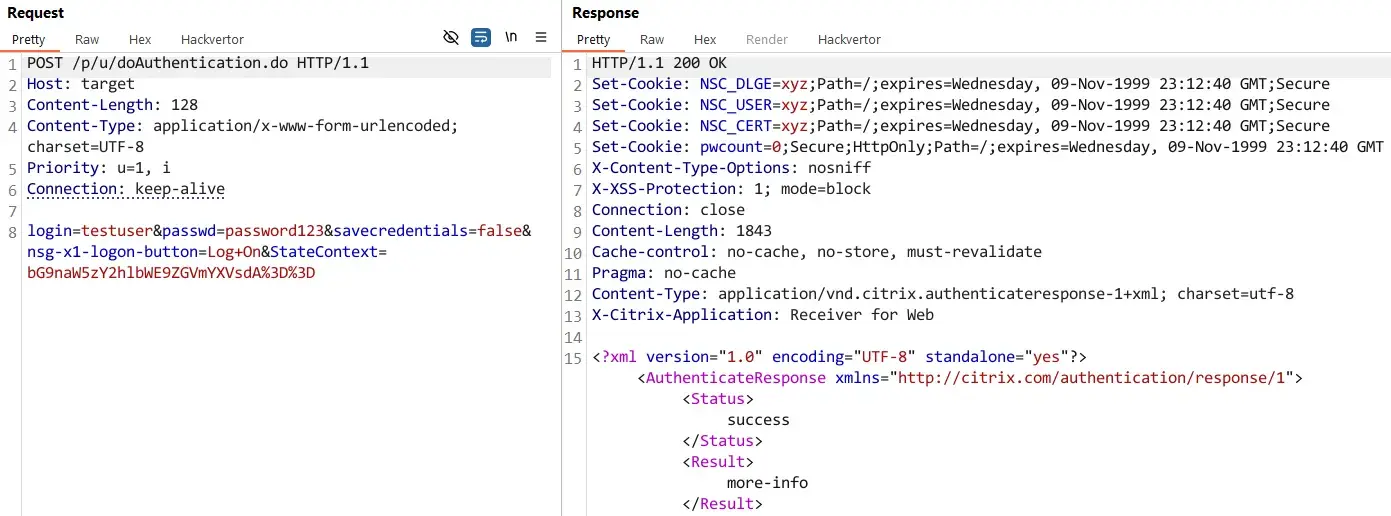 Request
Pretty Raw Hex Hackvertor \n
1 POST /p/u/doAuthentication.do HTTP/1.1
2 Host: target
3 Content-Length: 128
4 Content-Type: application/x-www-form-urlencoded;
charset=UTF-8
5 Priority: u=1, i
6 Connection: keep-alive
7
8 login=testuser&passwd=password123&savecredentials=false&
nsg-x1-logon-button=Log+On&StateContext=
bG9naW5zY2hlbWE9ZGVmYXVsdA%3D%3D
Response
Pretty Raw Hex Render Hackvertor
1 HTTP/1.1 200 OK
2 Set-Cookie: NSC_DLGE=xyz;Path=/;expires=Wednesday, 09-Nov-1999 23:12:40 GMT;Secure
3 Set-Cookie: NSC_USER=xyz;Path=/;expires=Wednesday, 09-Nov-1999 23:12:40 GMT;Secure
4 Set-Cookie: NSC_CERT=xyz;Path=/;expires=Wednesday, 09-Nov-1999 23:12:40 GMT;Secure
5 Set-Cookie: pwcount=0;Secure;HttpOnly;Path=/;expires=Wednesday, 09-Nov-1999 23:12:40 GMT
6 X-Content-Type-Options: nosniff
7 X-XSS-Protection: 1; mode=block
8 Connection: close
9 Content-Length: 1843
10 Cache-control: no-cache, no-store, must-revalidate
11 Pragma: no-cache
12 Content-Type: application/vnd.citrix.authenticateresponse-1+xml; charset=utf-8
13 X-Citrix-Application: Receiver for Web
14
15 <?xml version="1.0" encoding="UTF-8" standalone="yes"?>
<AuthenticateResponse xmlns="http://citrix.com/authentication/response/1">
<Status>
success
</Status>
<Result>
more-info
</Result>